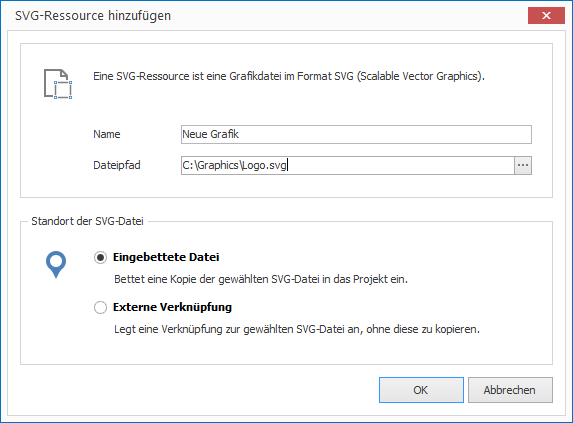 SVG-Ressource hinzufügen
Eine SVG-Ressource ist eine Grafikdatei im Format SVG (Scalable Vector Graphics).
Name Neue Grafik
Dateipfad C:\Graphics\Logo.svg ...
Standort der SVG-Datei
Eingebettete Datei
Bettet eine Kopie der gewählten SVG-Datei in das Projekt ein.
Externe Verknüpfung
Legt eine Verknüpfung zur gewählten SVG-Datei an, ohne diese zu kopieren.
OK Abbrechen